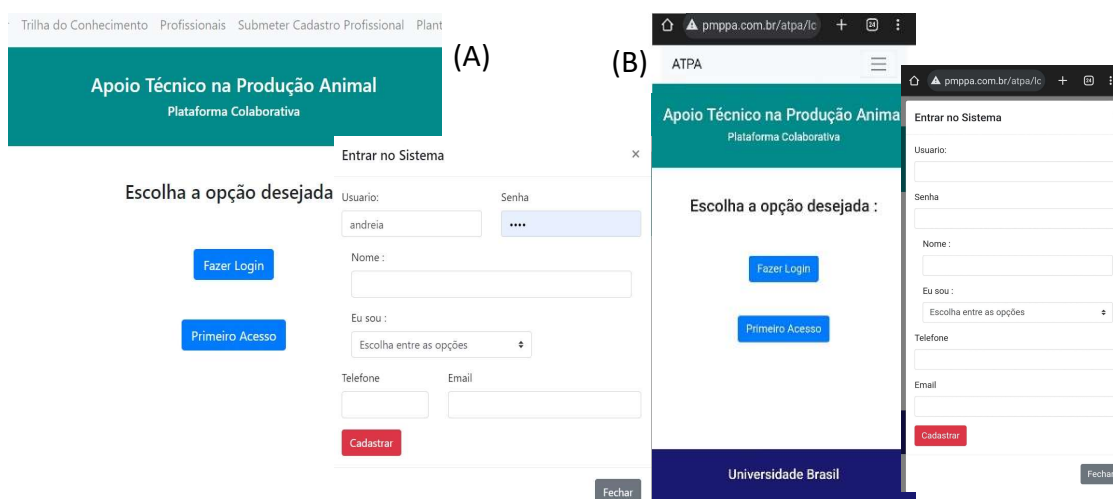 Trilha do Conhecimento Profissionais Submeter Cadastro Profissional Plant
Apoio Técnico na Produção Animal
Plataforma Colaborativa
Escolha a opção desejada
Fazer Login
Primeiro Acesso
(A)
Entrar no Sistema ×
Usuario: Senha
andreia ••••
Nome :
Eu sou :
Escolha entre as opções
Telefone Email
Cadastrar
Fechar
(B)
pmppa.com.br/atpa/lc + 24
ATPA
Apoio Técnico na Produção Anima
Plataforma Colaborativa
Escolha a opção desejada :
Fazer Login
Primeiro Acesso
Universidade Brasil
pmppa.com.br/atpa/lc + 24
Entrar no Sistema
Usuario:
Senha
Nome :
Eu sou :
Escolha entre as opções
Telefone
Email
Cadastrar
Fechar